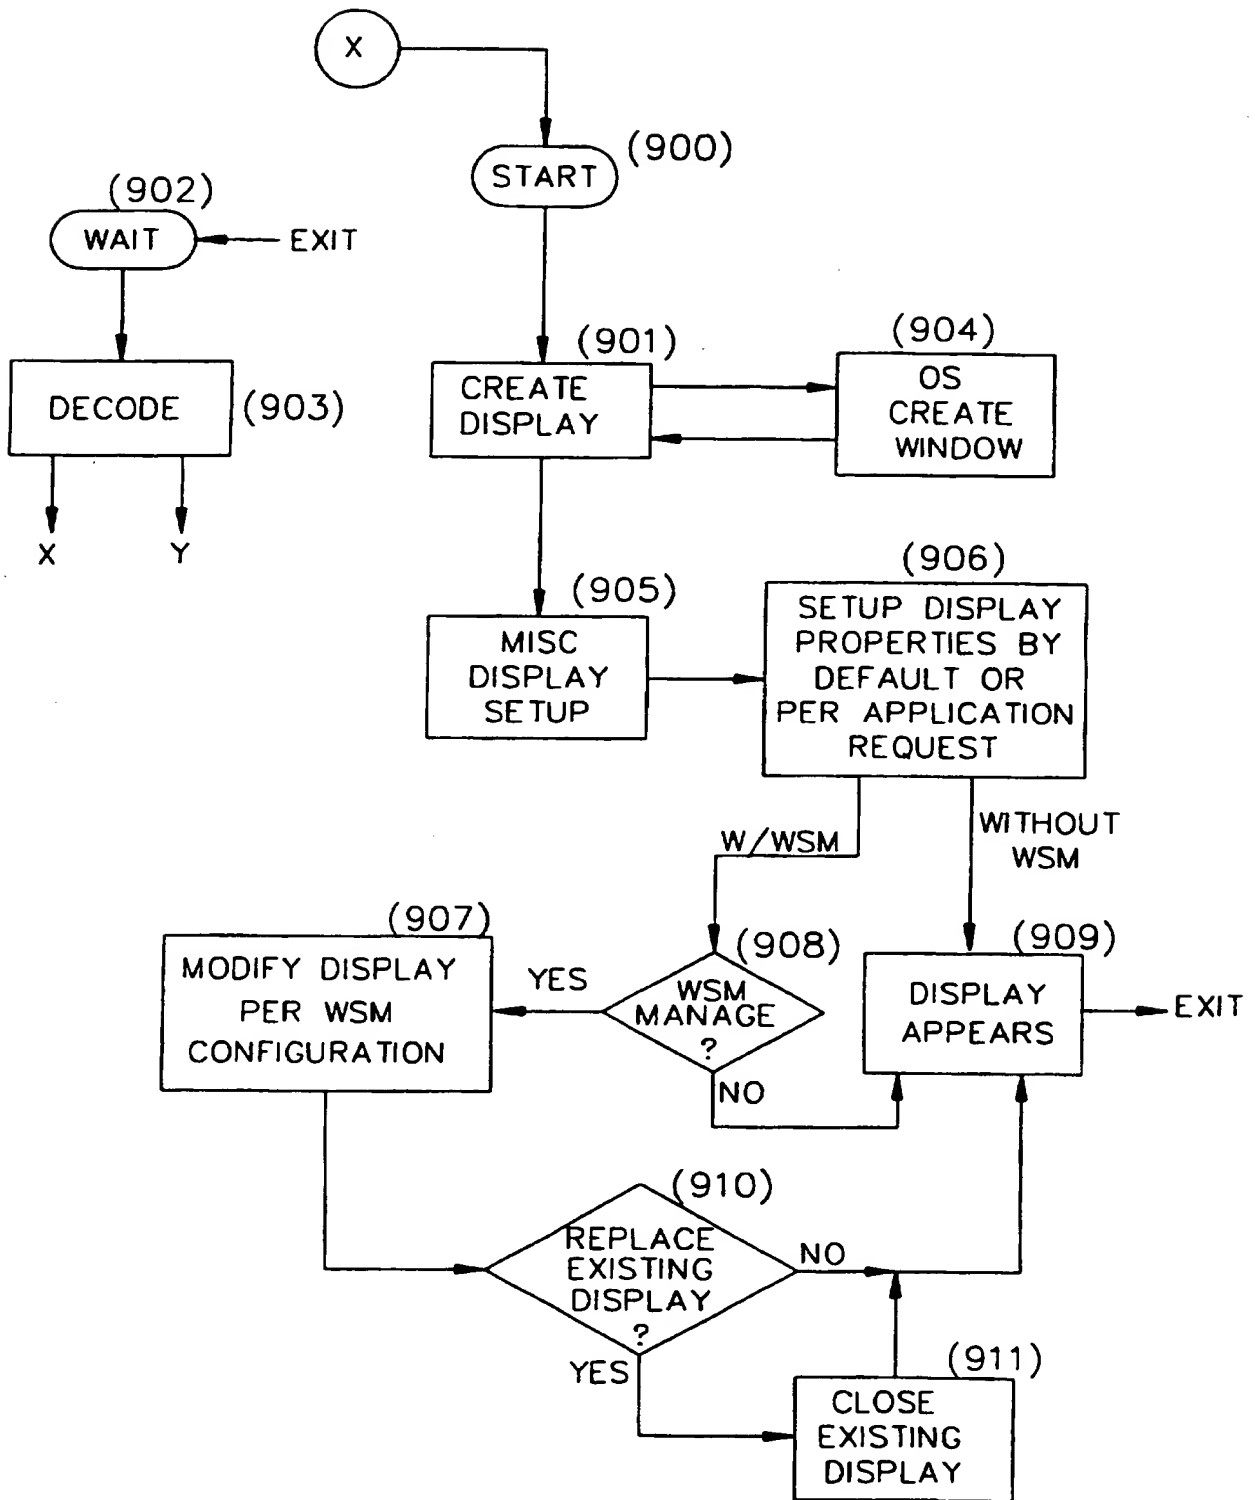 X
(900)
START
(902)
WAIT
EXIT
(901)
CREATE
DISPLAY
(904)
OS
CREATE
WINDOW
DECODE
(903)
X
Y
(905)
MISC
DISPLAY
SETUP
(906)
SETUP DISPLAY
PROPERTIES BY
DEFAULT OR
PER APPLICATION
REQUEST
W/WSM
WITHOUT
WSM
(907)
MODIFY DISPLAY
PER WSM
CONFIGURATION
YES
(908)
WSM
MANAGE
?
NO
(909)
DISPLAY
APPEARS
EXIT
(910)
REPLACE
EXISTING
DISPLAY
?
NO
YES
(911)
CLOSE
EXISTING
DISPLAY